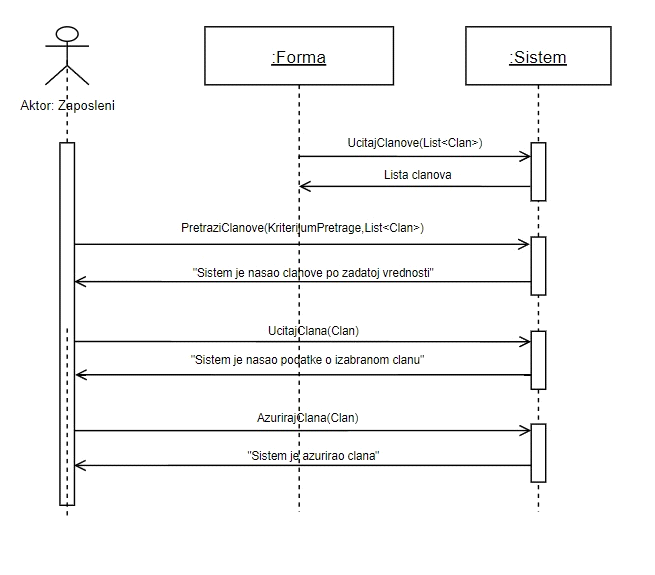 :Forma
:Sistem
Aktor: Zaposleni
UcitajClanove(List<Clan>)
Lista clanova
PretraziClanove(KriterijumPretrage,List<Clan>)
"Sistem je nasao clanove po zadatoj vrednosti"
UcitajClana(Clan)
"Sistem je nasao podatke o izabranom clanu"
AzurirajClana(Clan)
"Sistem je azurirao clana"